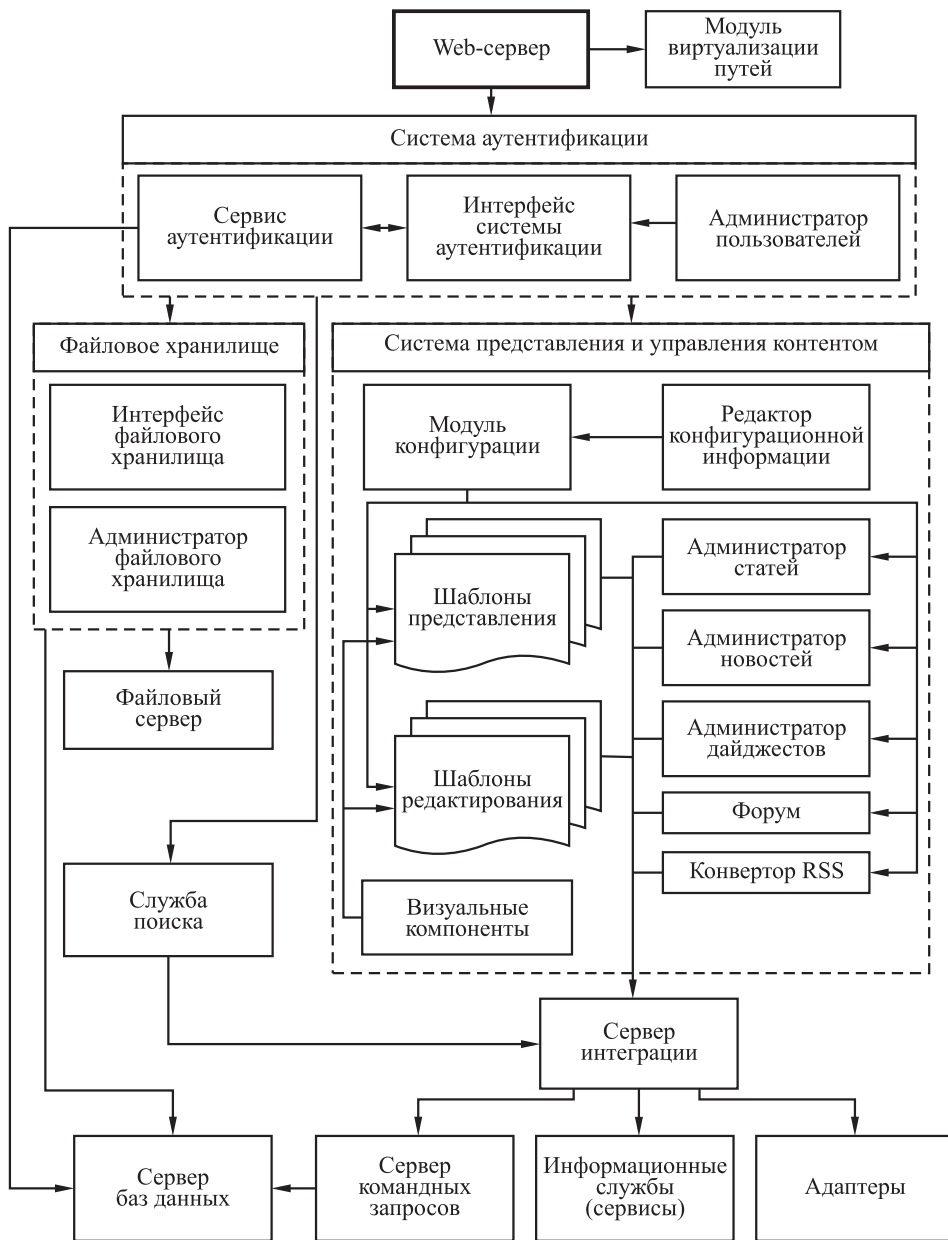 Web-сервер
Модуль
виртуализации
путей
Система аутентификации
Сервис
аутентификации
Интерфейс
системы
аутентификации
Администратор
пользователей
Файловое хранилище
Интерфейс
файлового
хранилища
Администратор
файлового
хранилища
Файловый
сервер
Служба
поиска
Система представления и управления контентом
Модуль
конфигурации
Редактор
конфигурационной
информации
Шаблоны
представления
Администратор
статей
Администратор
новостей
Шаблоны
редактирования
Администратор
дайджестов
Форум
Конвертор RSS
Визуальные
компоненты
Сервер
интеграции
Сервер
баз данных
Сервер
командных
запросов
Информационные
службы
(сервисы)
Адаптеры